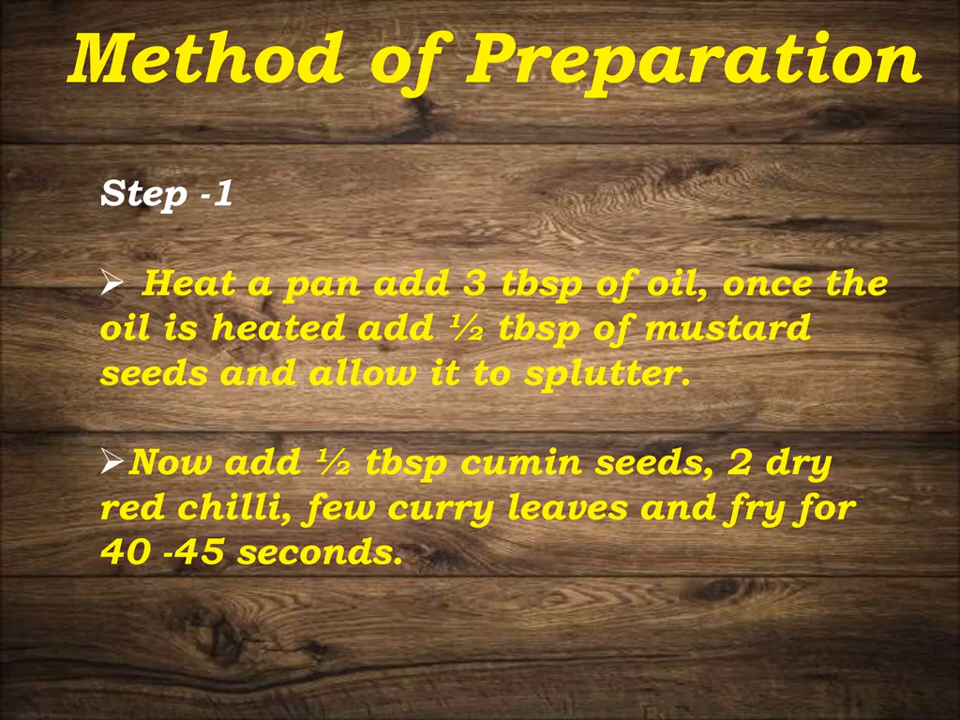 Method of Preparation
Step -1
➢ Heat a pan add 3 tbsp of oil, once the
oil is heated add ½ tbsp of mustard
seeds and allow it to splutter.
➢Now add ½ tbsp cumin seeds, 2 dry
red chilli, few curry leaves and fry for
40 -45 seconds.